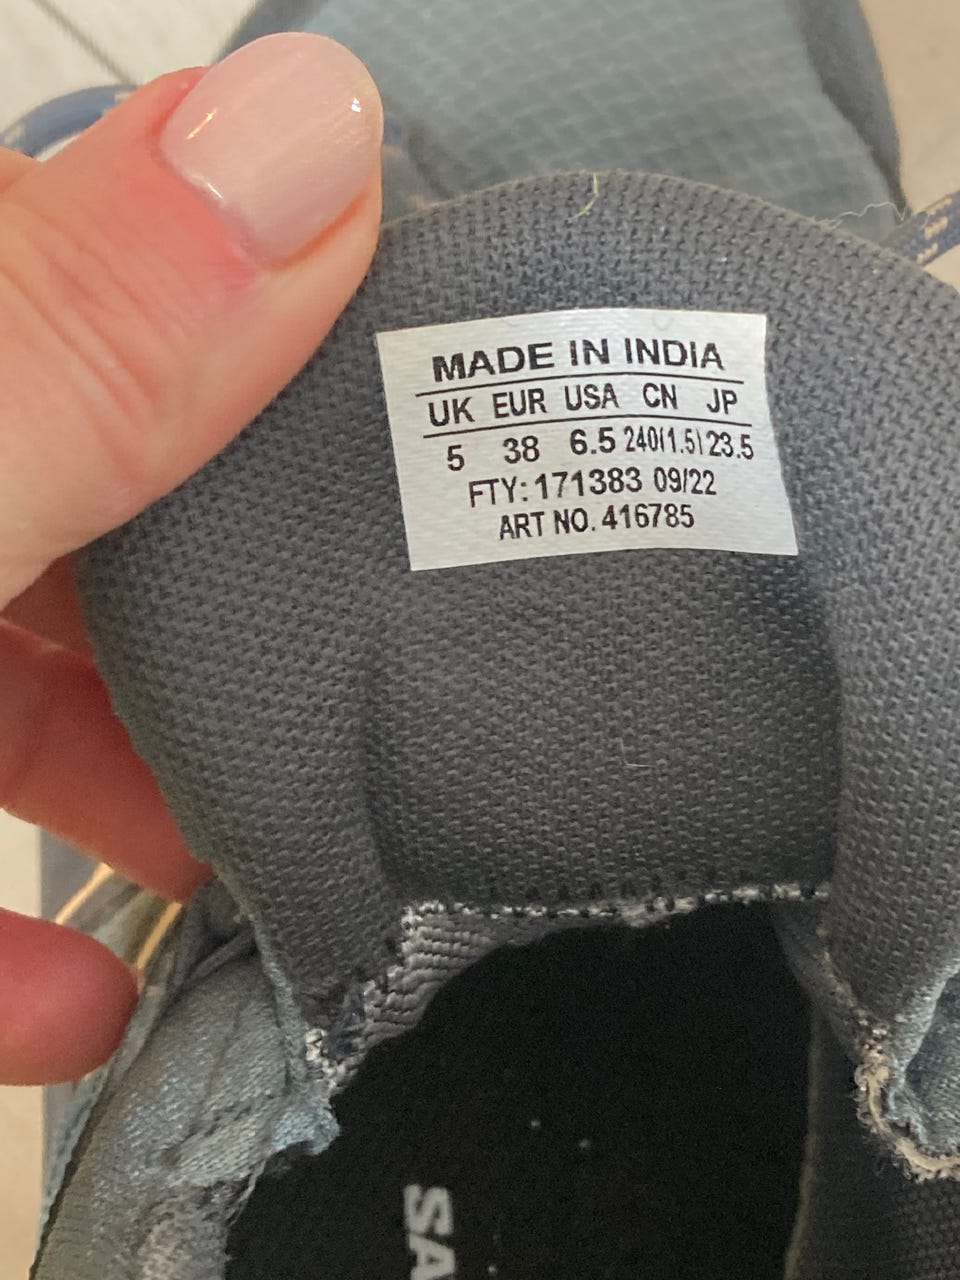 MADE IN INDIA
UK EUR USA CN JP
5 38 6.5 240(1.5) 23.5
FTY: 171383 09/22
ART NO. 416785
SA